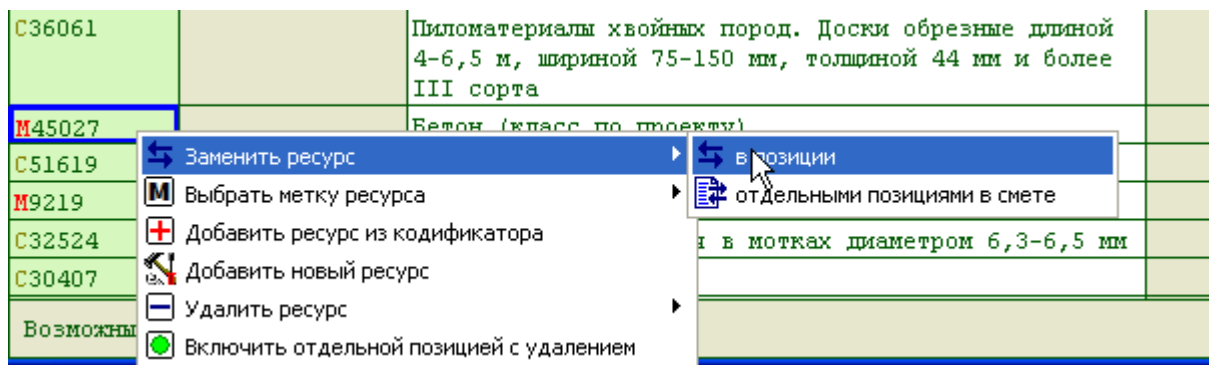 С36061
Пиломатериалы хвойных пород. Доски обрезные длиной
4-6,5 м, шириной 75-150 мм, толщиной 44 мм и более
III сорта
М45027
Бетон (класс по проекту)
Заменить ресурс
в позиции
С51619
Выбрать метку ресурса
отдельными позициями в смете
М9219
Добавить ресурс из кодификатора
С32524
в мотках диаметром 6,3-6,5 мм
Добавить новый ресурс
С30407
Удалить ресурс
Включить отдельной позицией с удалением